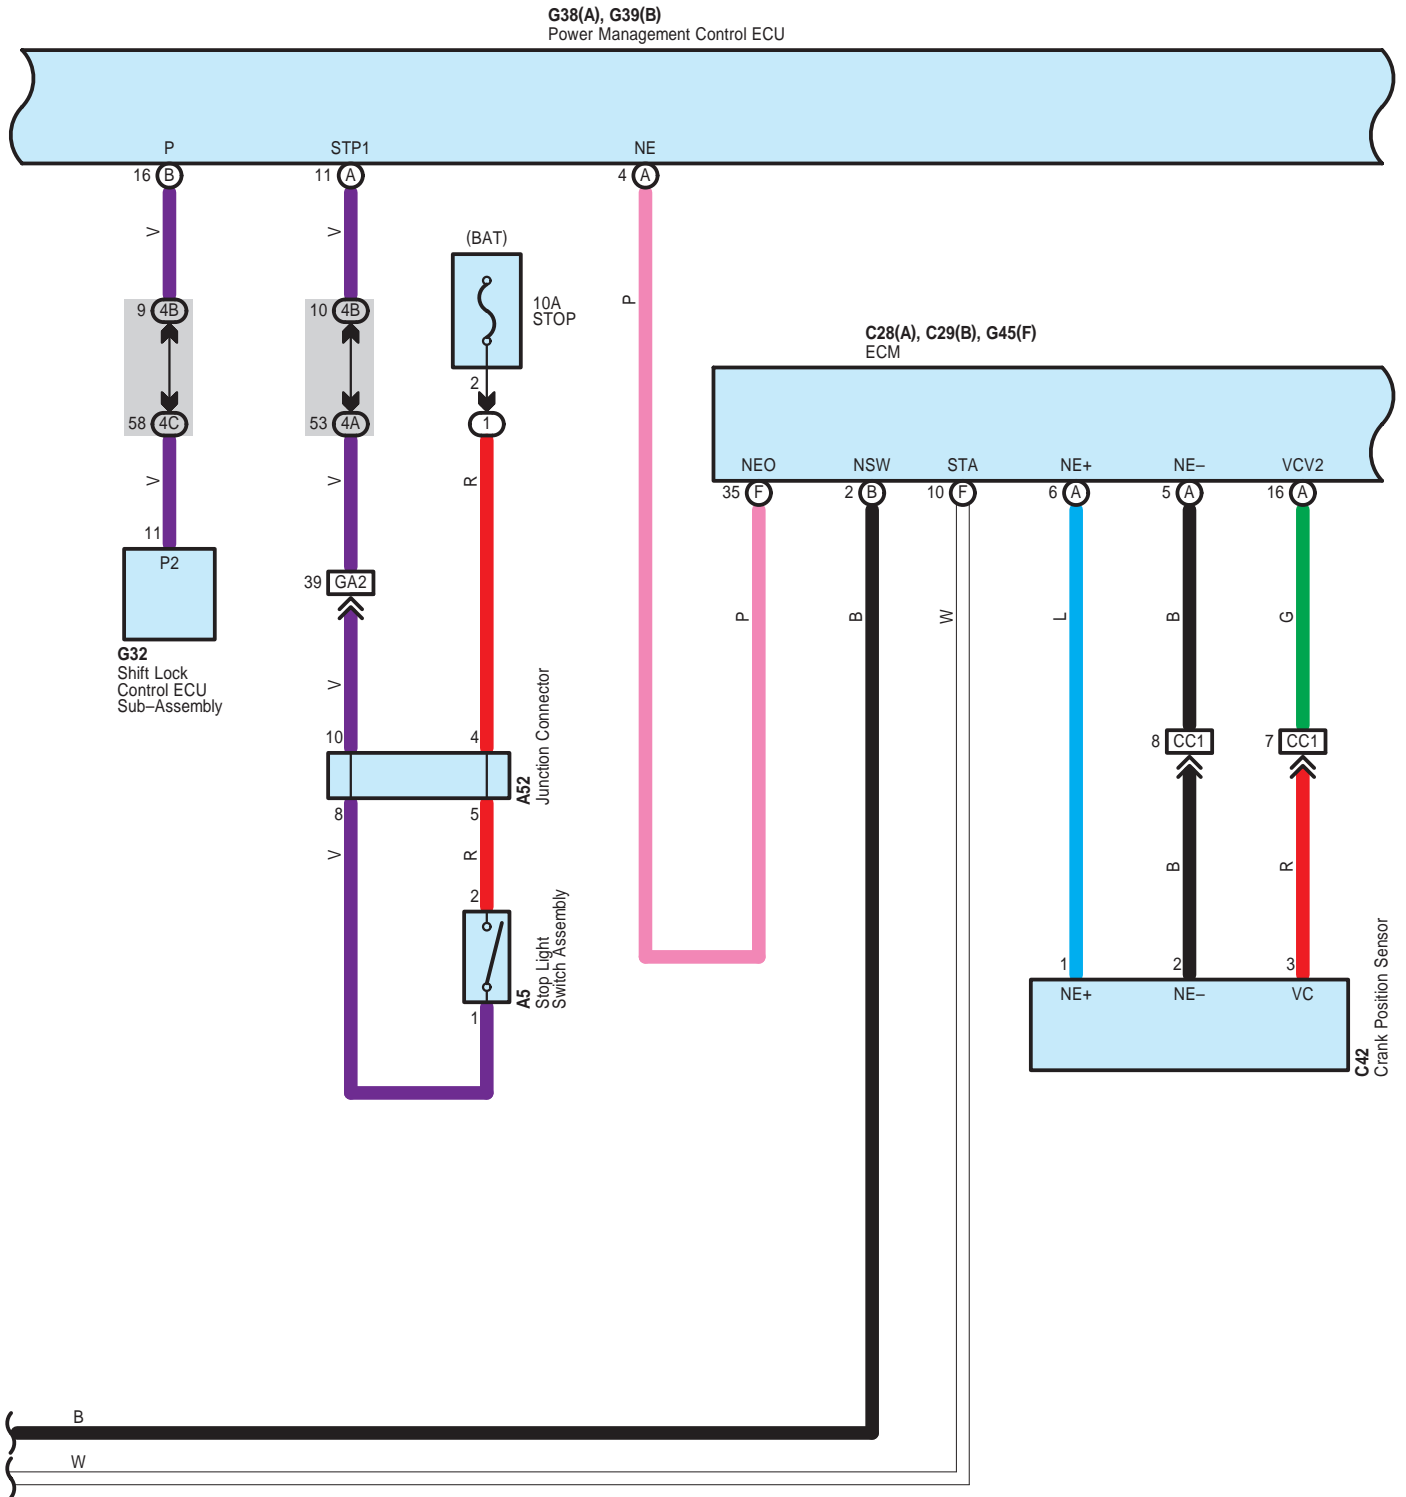 G38(A), G39(B)
Power Management Control ECU
P
STP1
NE
16 B
11 A
4 A
V
V
(BAT)
P
9 4B
10 4B
10A
STOP
C28(A), C29(B), G45(F)
ECM
2
58 4C
53 4A
1
NEO
NSW
STA
NE+
NE–
VCV2
35 F
2 B
10 F
6 A
5 A
16 A
V
V
R
11
P2
39 GA2
P
B
W
L
B
G
G32
Shift Lock
Control ECU
Sub–Assembly
V
10
4
A52
Junction Connector
8 CC1
7 CC1
8
5
V
R
B
R
2
A5
Stop Light
Switch Assembly
1
1
2
3
NE+
NE–
VC
C42
Crank Position Sensor
B
W